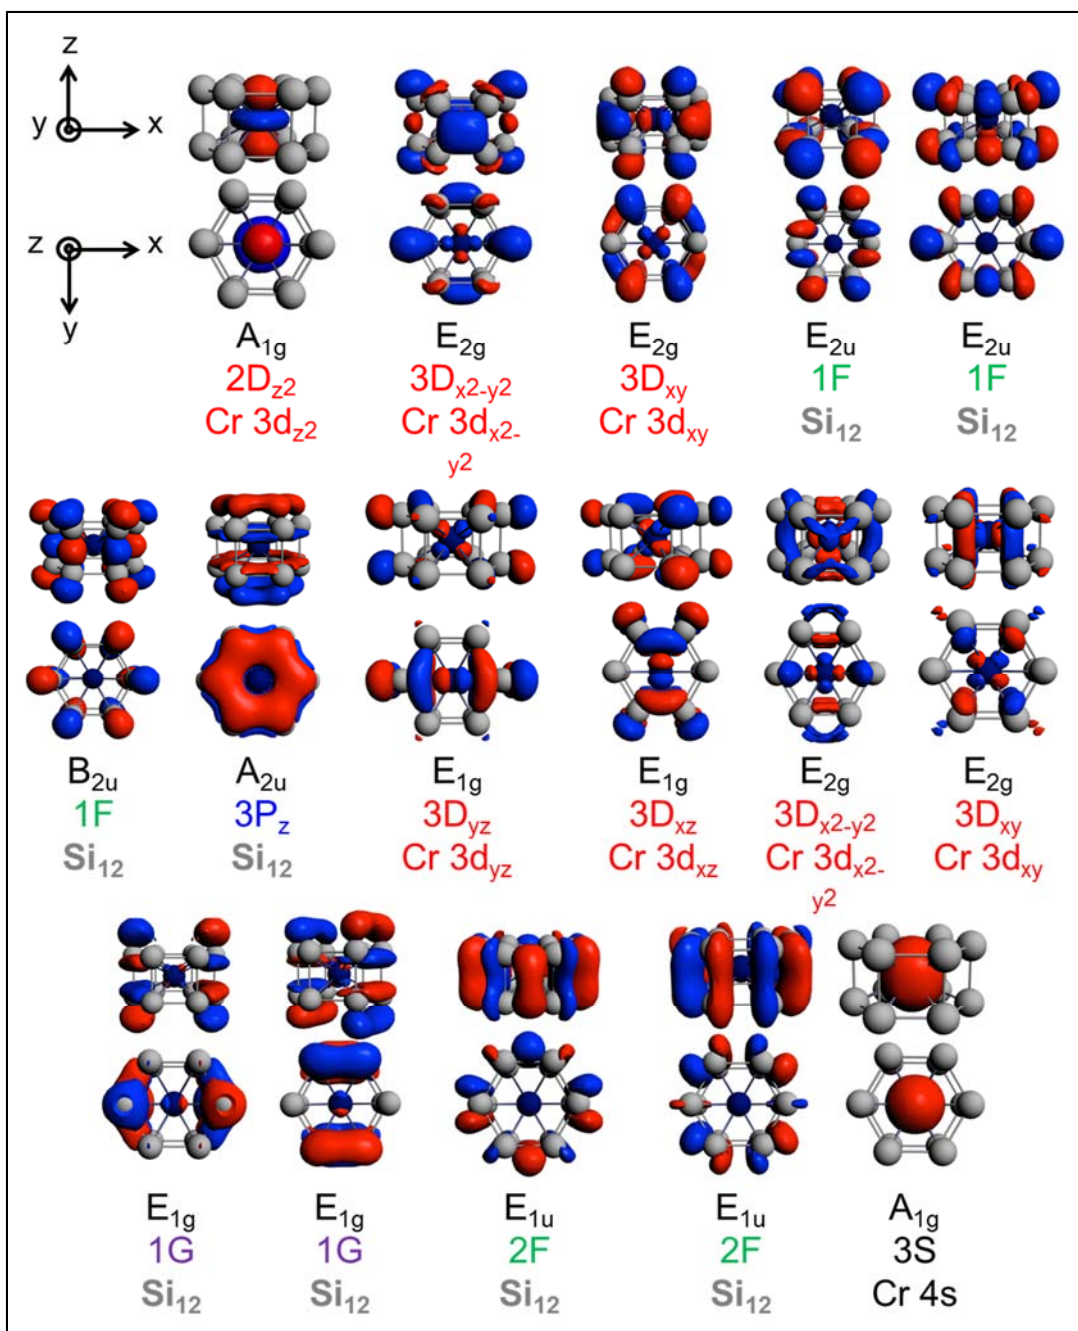 z
y x
z x
y
A1g E2g E2g E2u E2u
2Dz2 3Dx2-y2 3Dxy 1F 1F
Cr 3dz2 Cr 3dx2- Cr 3dxy Si12 Si12
y2
B2u A2u E1g E1g E2g E2g
1F 3Pz 3Dyz 3Dxz 3Dx2-y2 3Dxy
Si12 Si12 Cr 3dyz Cr 3dxz Cr 3dx2- Cr 3dxy
y2
E1g E1g E1u E1u A1g
1G 1G 2F 2F 3S
Si12 Si12 Si12 Si12 Cr 4s